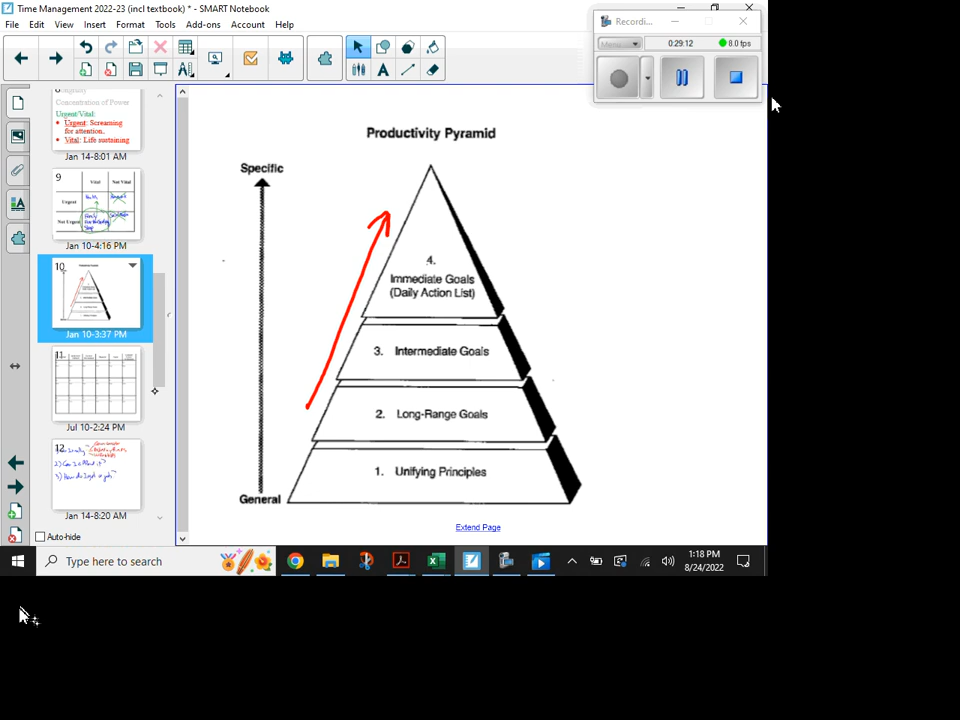 Time Management 2022-23 (incl textbook) * - SMART Notebook
File Edit View Insert Format Tools Add-ons Account Help
Recordi...
Menu
0:29:12
8.0 fps
Concentration of Power
Urgent/Vital:
Urgent: Screaming
for attention.
Vital: Life sustaining
Jan 14-8:01 AM
9
Vital Not Vital
Urgent
Not Urgent
Jan 10-4:16 PM
10
Jan 10-3:37 PM
11
Jul 10-2:24 PM
12
Jan 14-8:20 AM
Auto-hide
Productivity Pyramid
Specific
4.
Immediate Goals
(Daily Action List)
3. Intermediate Goals
2. Long-Range Goals
1. Unifying Principles
General
Extend Page
Type here to search
1:18 PM
8/24/2022